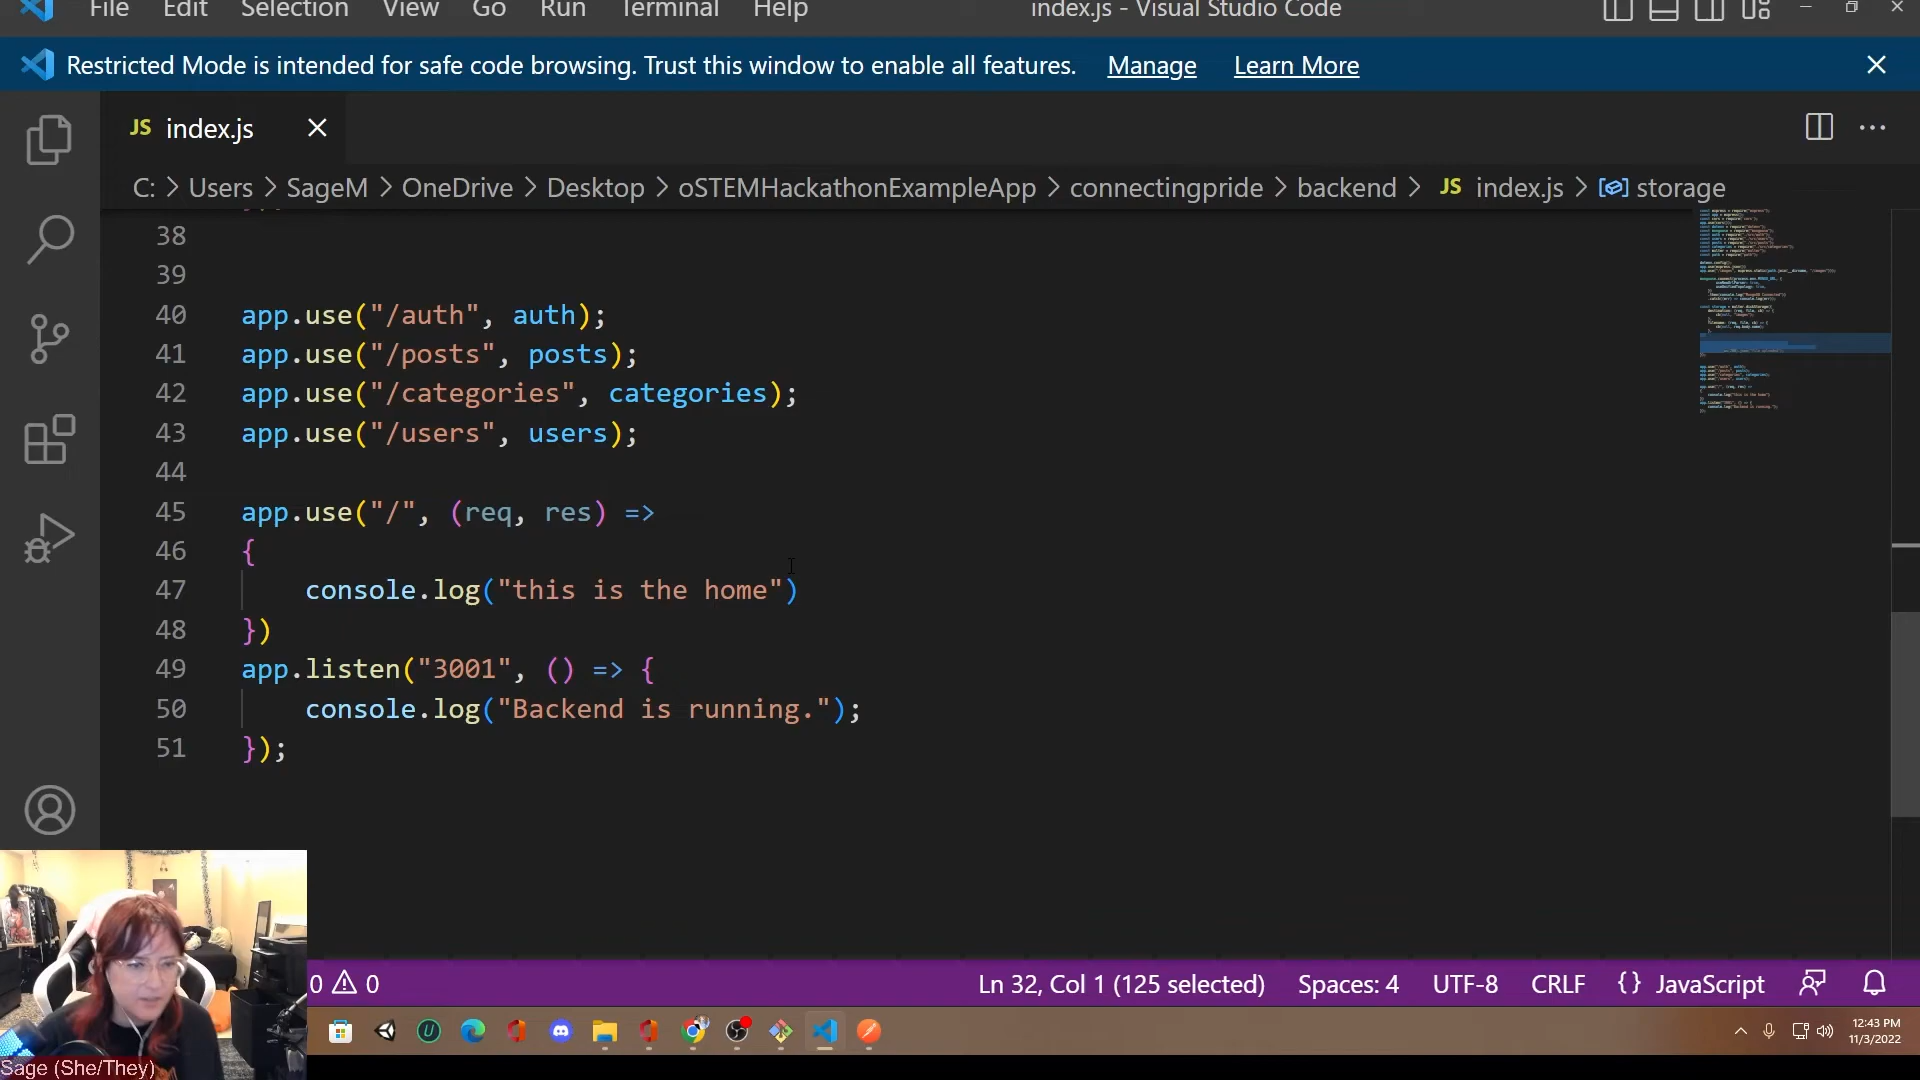 File Edit Selection View Go Run Terminal Help index.js - Visual Studio Code
Restricted Mode is intended for safe code browsing. Trust this window to enable all features. Manage Learn More
JS index.js
C: > Users > SageM > OneDrive > Desktop > oSTEMHackathonExampleApp > connectingpride > backend > JS index.js > storage
38
39
40 app.use("/auth", auth);
41 app.use("/posts", posts);
42 app.use("/categories", categories);
43 app.use("/users", users);
44
45 app.use("/", (req, res) =>
46 {
47 console.log("this is the home")
48 })
49 app.listen("3001", () => {
50 console.log("Backend is running.");
51 });
0 0 Ln 32, Col 1 (125 selected) Spaces: 4 UTF-8 CRLF {} JavaScript
12:43 PM
11/3/2022
Sage (She/They)